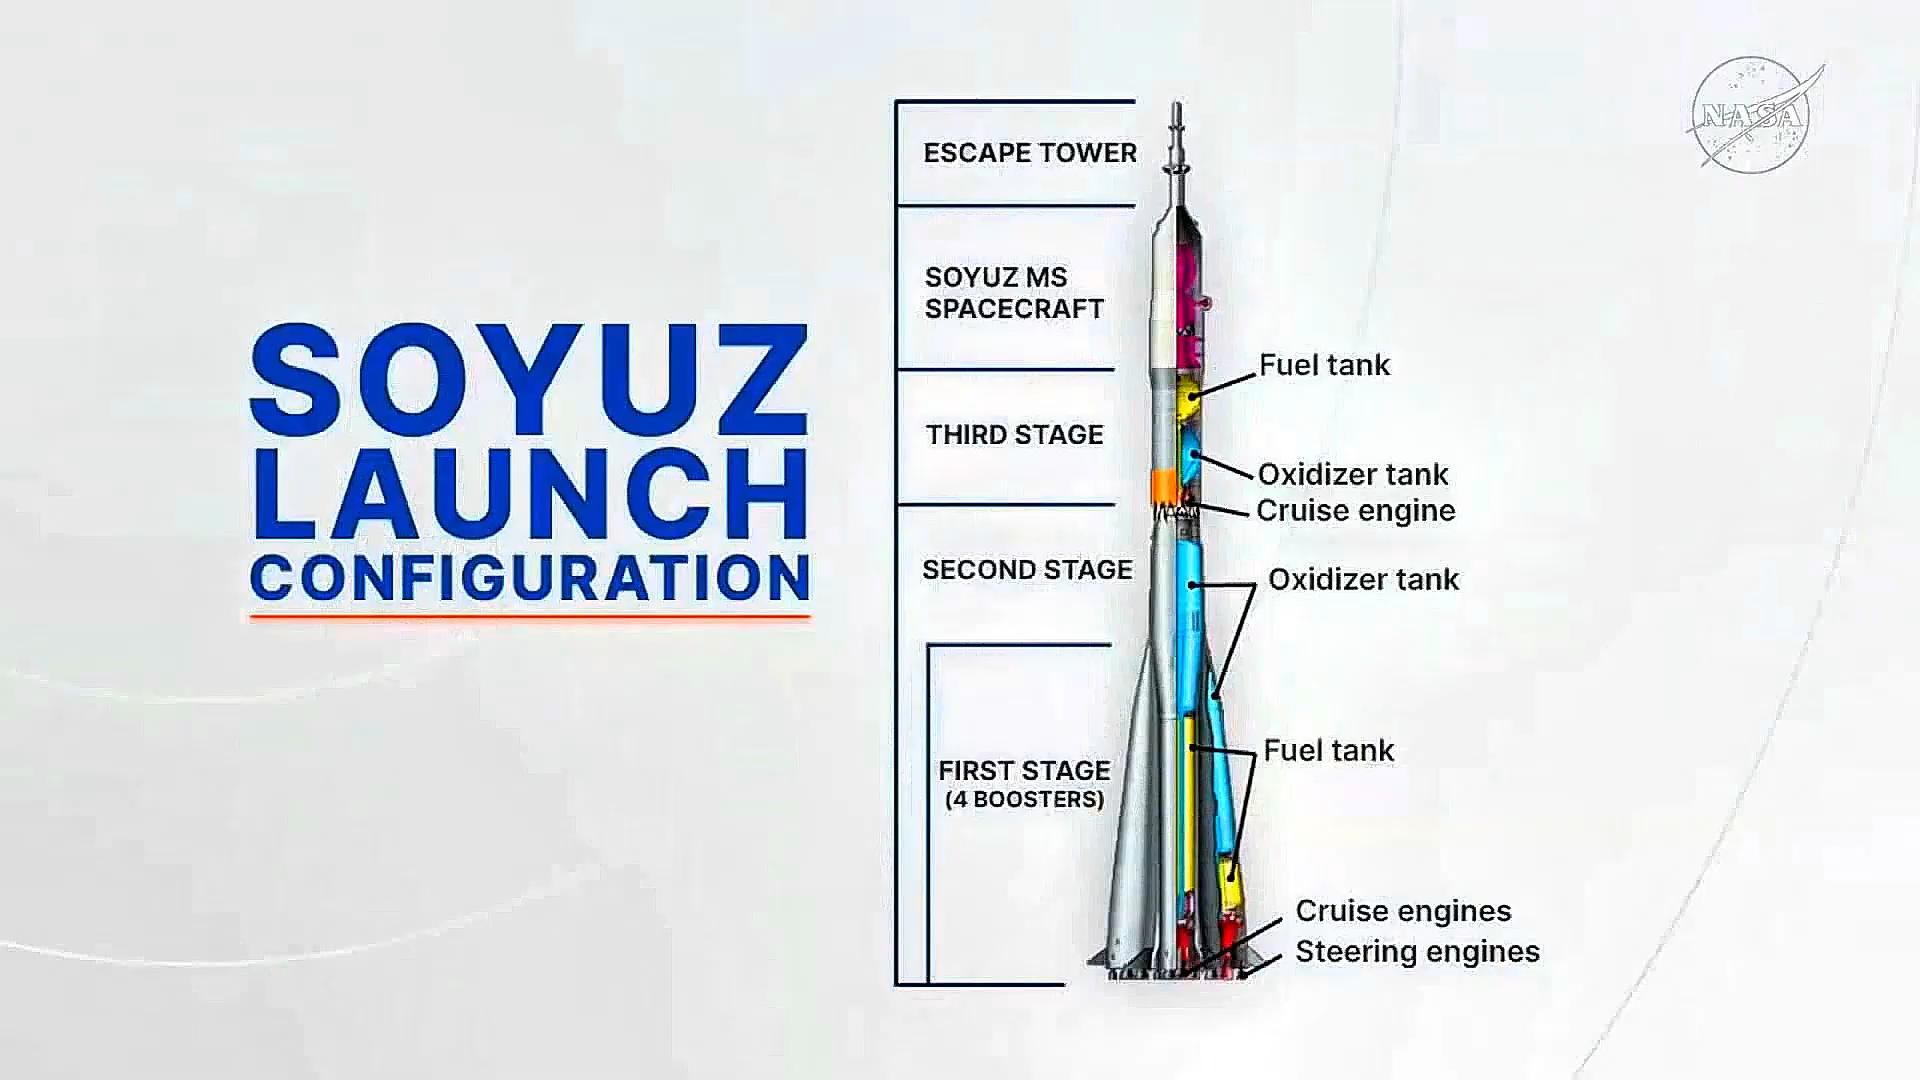 NASA
SOYUZ
LAUNCH
CONFIGURATION
ESCAPE TOWER
SOYUZ MS
SPACECRAFT
THIRD STAGE
SECOND STAGE
FIRST STAGE
(4 BOOSTERS)
Fuel tank
Oxidizer tank
Cruise engine
Oxidizer tank
Fuel tank
Cruise engines
Steering engines